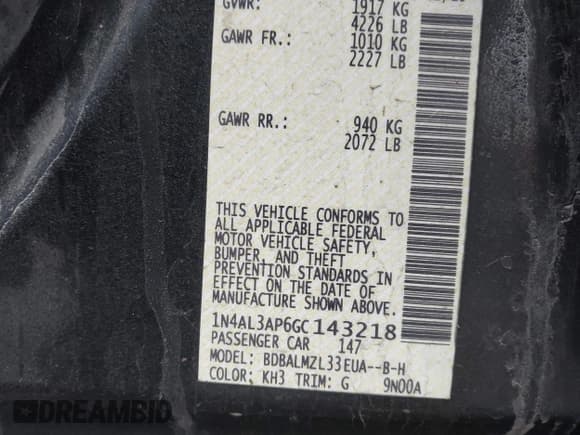 GVWR: 1917 KG
4226 LB
GAWR FR.: 1010 KG
2227 LB
GAWR RR.: 940 KG
2072 LB
THIS VEHICLE CONFORMS TO
ALL APPLICABLE FEDERAL
MOTOR VEHICLE SAFETY,
BUMPER, AND THEFT
PREVENTION STANDARDS IN
EFFECT ON THE DATE OF
MANUFACTURE SHOWN ABOVE.
1N4AL3AP6GC143218
PASSENGER CAR 147
MODEL: BDBALMZL33EUA--B-H
COLOR: KH3 TRIM: G 9N00A
DREAMBID